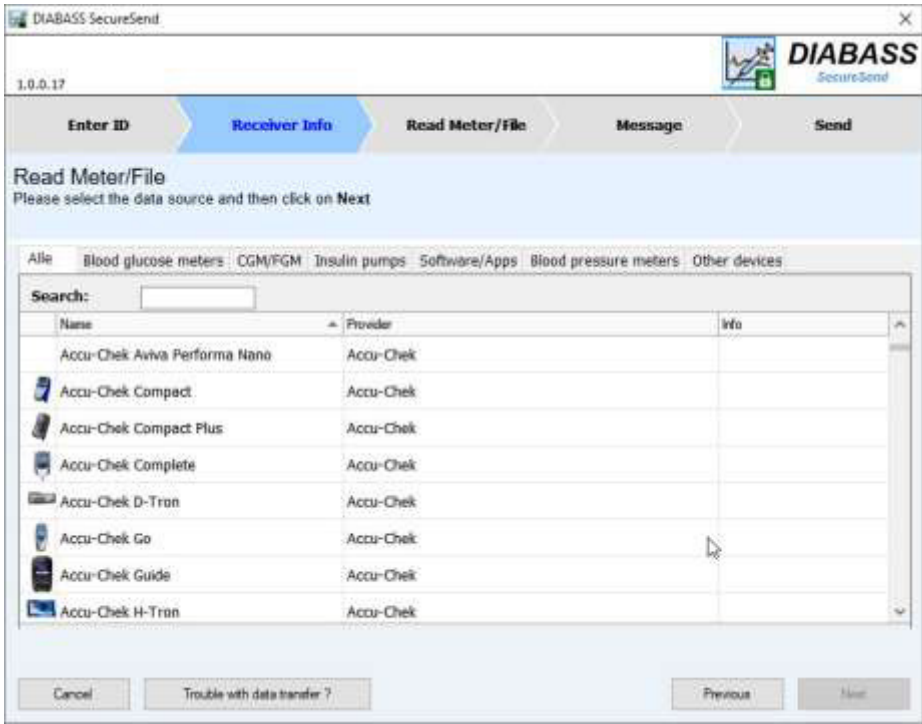 DIABASS SecureSend
DIABASS
SecureSend
1.0.0.17
Enter ID Receiver Info Read Meter/File Message Send
Read Meter/File
Please select the data source and then click on Next
Alle Blood glucose meters CGM/FGM Insulin pumps Software/Apps Blood pressure meters Other devices
Search:
Name Provider Info
Accu-Chek Aviva Performa Nano Accu-Chek
Accu-Chek Compact Accu-Chek
Accu-Chek Compact Plus Accu-Chek
Accu-Chek Complete Accu-Chek
Accu-Chek D-Tron Accu-Chek
Accu-Chek Go Accu-Chek
Accu-Chek Guide Accu-Chek
Accu-Chek H-Tron Accu-Chek
Cancel Trouble with data transfer ? Previous Next